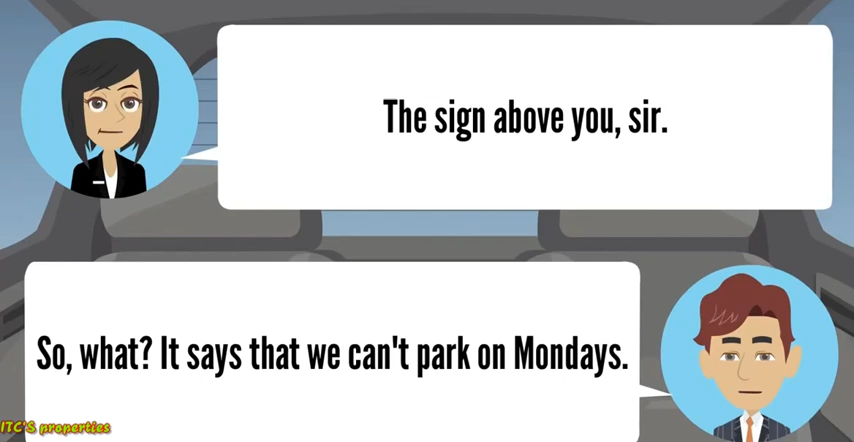 The sign above you, sir.
So, what? It says that we can't park on Mondays.
ITC'S properties